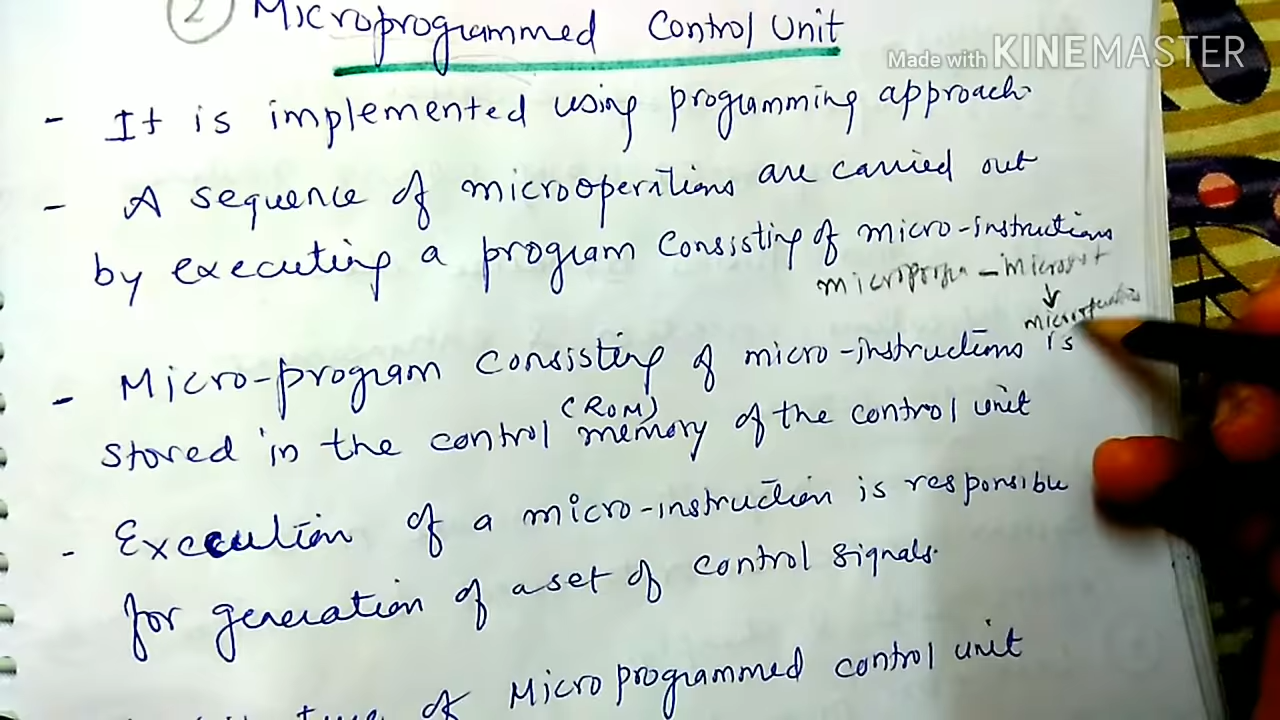 2 Microprogrammed Control Unit
Made with KINEMASTER
- It is implemented using programming approach.
- A sequence of microoperations are carried out
by executing a program consisting of micro-instructions
↓
- Micro-program consisting of micro-instructions is
(ROM)
stored in the control memory of the control unit
- Execution of a micro-instruction is responsible
for generation of a set of control signals.
of Microprogrammed control unit